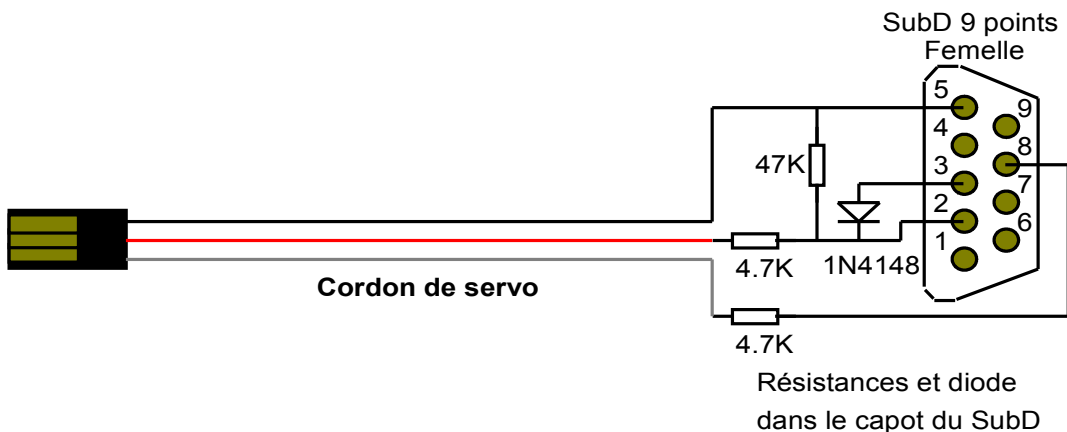 SubD 9 points
Femelle
5
9
4
8
47K
3
7
2
6
1
4.7K
1N4148
Cordon de servo
4.7K
Résistances et diode
dans le capot du SubD